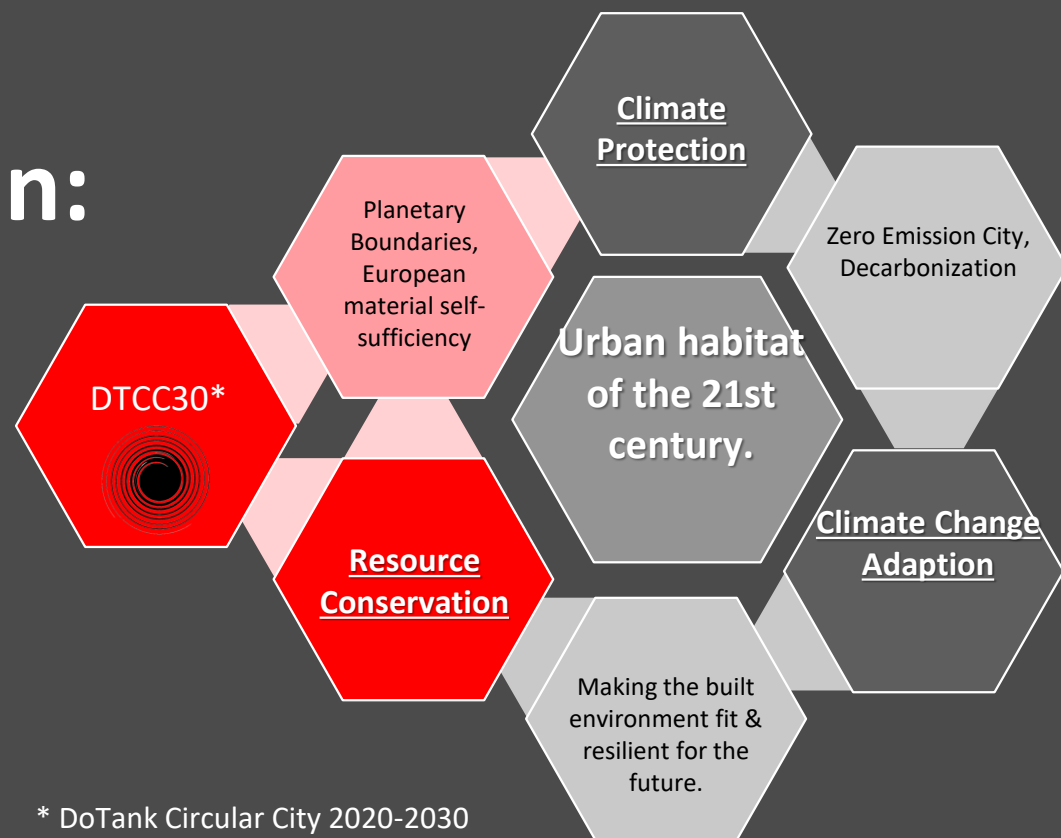 n:
Climate
Protection
Planetary
Boundaries,
European
material self-
sufficiency
Zero Emission City,
Decarbonization
Urban habitat
of the 21st
century.
DTCC30*
Climate Change
Adaption
Resource
Conservation
Making the built
environment fit &
resilient for the
future.
* DoTank Circular City 2020-2030